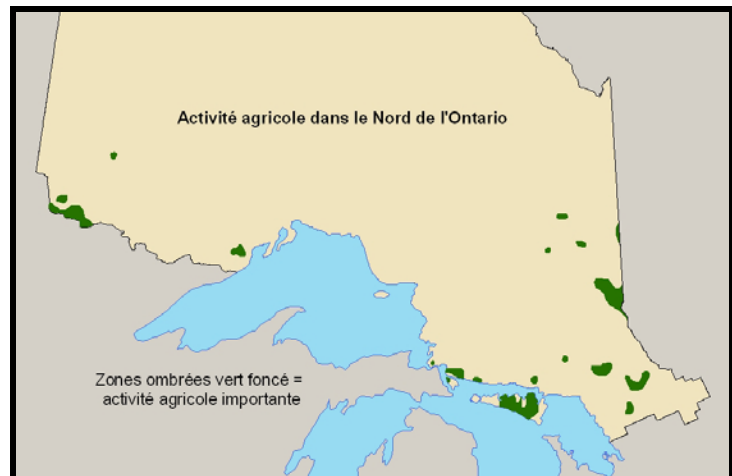 Activité agricole dans le Nord de l'Ontario
Zones ombrées vert foncé =
activité agricole importante